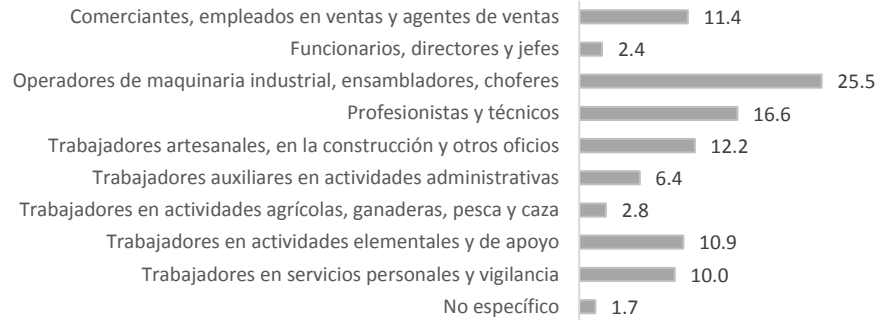 Comerciantes, empleados en ventas y agentes de ventas 11.4
Funcionarios, directores y jefes 2.4
Operadores de maquinaria industrial, ensambladores, choferes 25.5
Profesionistas y técnicos 16.6
Trabajadores artesanales, en la construcción y otros oficios 12.2
Trabajadores auxiliares en actividades administrativas 6.4
Trabajadores en actividades agrícolas, ganaderas, pesca y caza 2.8
Trabajadores en actividades elementales y de apoyo 10.9
Trabajadores en servicios personales y vigilancia 10.0
No específico 1.7